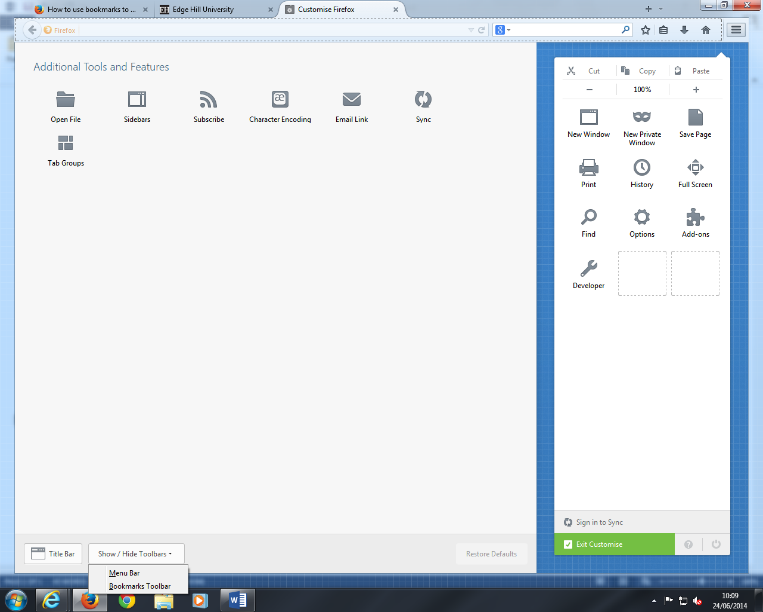 How to use bookmarks to ...
Edge Hill University
Customise Firefox
Firefox
Additional Tools and Features
Open File
Sidebars
Subscribe
Character Encoding
Email Link
Sync
Tab Groups
Cut
Copy
Paste
100%
New Window
New Private
Window
Save Page
Print
History
Full Screen
Find
Options
Add-ons
Developer
Sign in to Sync
Exit Customise
Title Bar
Show / Hide Toolbars
Restore Defaults
Menu Bar
Bookmarks Toolbar
10:09
24/06/2014